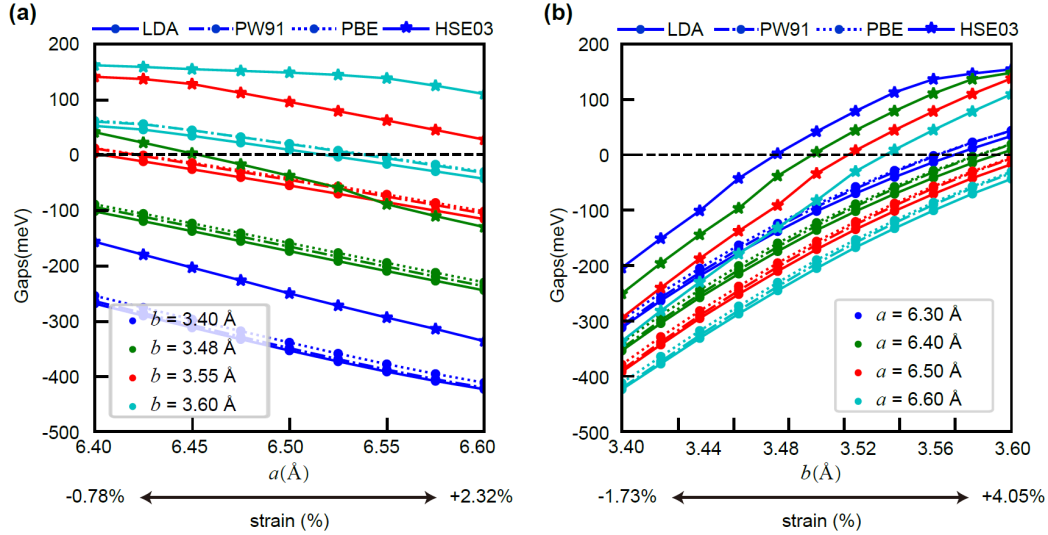 (a)
LDA PW91 PBE HSE03
200
100
0
-100
-200
-300
-400
-500
Gaps(meV)
b = 3.40 Å
b = 3.48 Å
b = 3.55 Å
b = 3.60 Å
6.40 6.45 6.50 6.55 6.60
a(Å)
-0.78% +2.32%
strain (%)
(b)
LDA PW91 PBE HSE03
200
100
0
-100
-200
-300
-400
-500
Gaps(meV)
a = 6.30 Å
a = 6.40 Å
a = 6.50 Å
a = 6.60 Å
3.40 3.44 3.48 3.52 3.56 3.60
b(Å)
-1.73% +4.05%
strain (%)